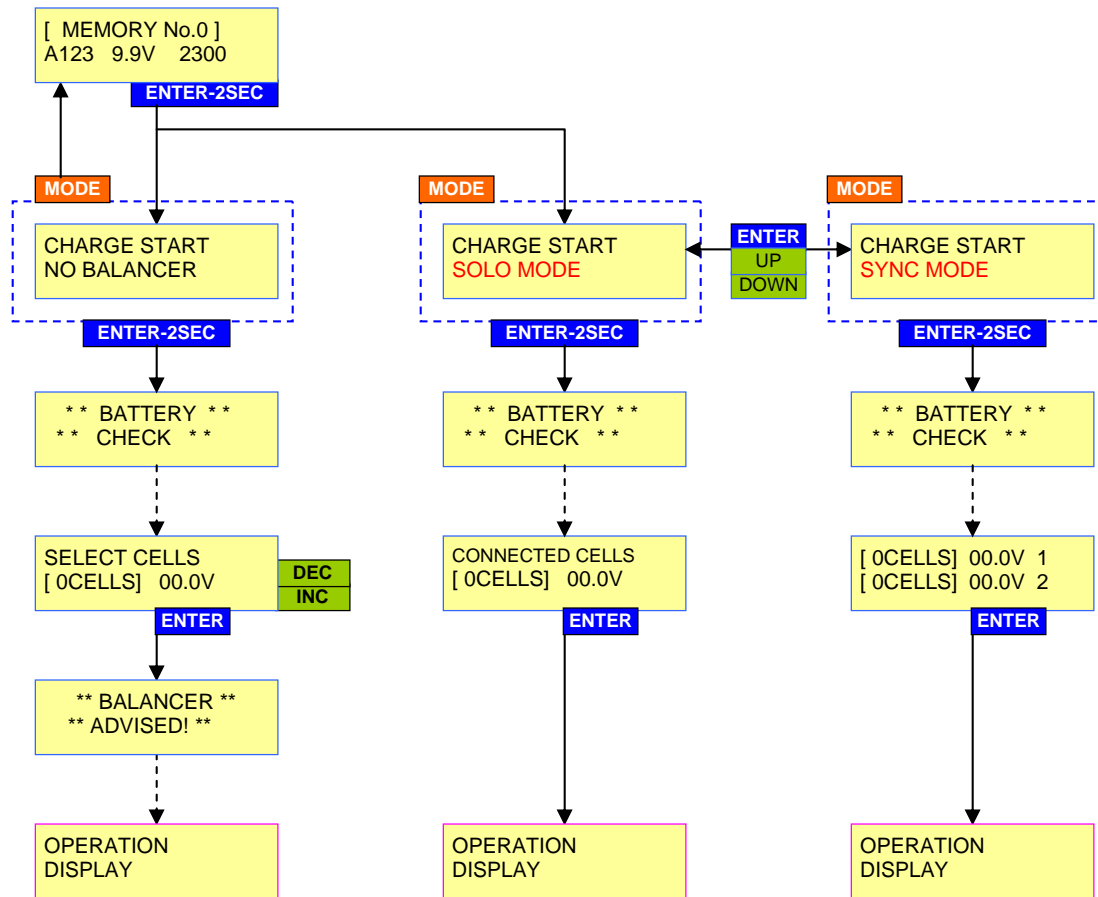 [ MEMORY No.0 ]
A123 9.9V 2300
ENTER-2SEC
MODE
MODE
MODE
CHARGE START
NO BALANCER
CHARGE START
SOLO MODE
ENTER
UP
DOWN
CHARGE START
SYNC MODE
ENTER-2SEC
ENTER-2SEC
ENTER-2SEC
* * BATTERY * *
* * CHECK * *
* * BATTERY * *
* * CHECK * *
* * BATTERY * *
* * CHECK * *
SELECT CELLS
[ 0CELLS] 00.0V
DEC
INC
CONNECTED CELLS
[ 0CELLS] 00.0V
[ 0CELLS] 00.0V 1
[ 0CELLS] 00.0V 2
ENTER
ENTER
ENTER
** BALANCER **
** ADVISED! **
OPERATION
DISPLAY
OPERATION
DISPLAY
OPERATION
DISPLAY